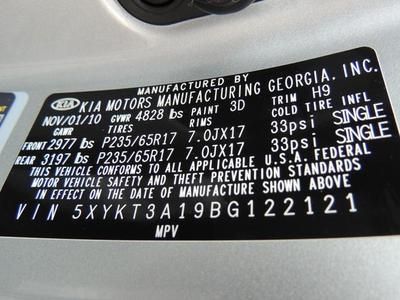 MANUFACTURED BY
KIA KIA MOTORS MANUFACTURING GEORGIA, INC.
NOV/01/10 GVWR 4828 lbs PAINT 3D TRIM H9
GAWR TIRES RIMS COLD TIRE INFL
FRONT 2977 lbs P235/65R17 7.0JX17 33psi SINGLE
REAR 3197 lbs P235/65R17 7.0JX17 33psi SINGLE
THIS VEHICLE CONFORMS TO ALL APPLICABLE U.S.A. FEDERAL
MOTOR VEHICLE SAFETY AND THEFT PREVENTION STANDARDS
IN EFFECT ON THE DATE OF MANUFACTURE SHOWN ABOVE
VIN 5XYKT3A19BG122121
MPV